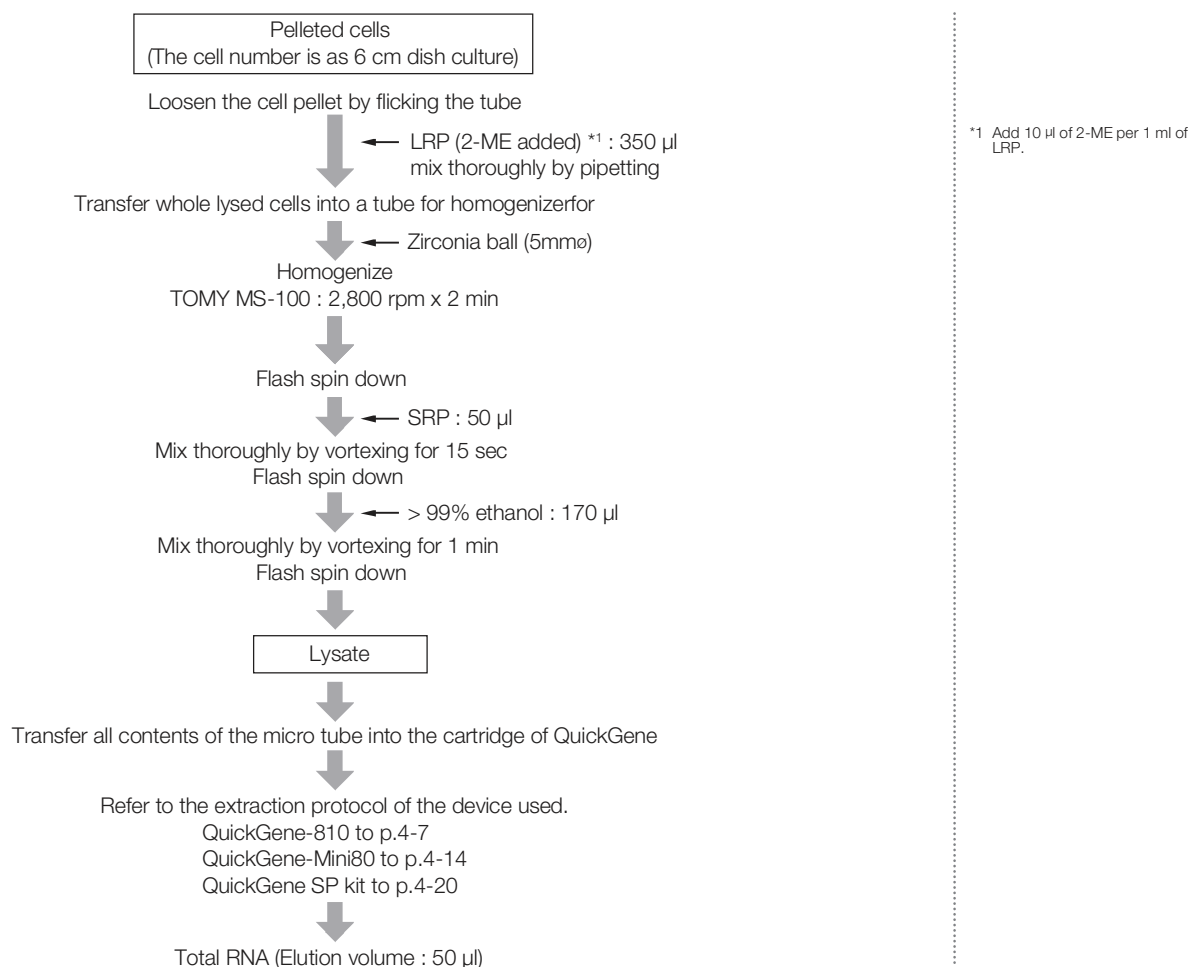 Pelleted cells
(The cell number is as 6 cm dish culture)
Loosen the cell pellet by flicking the tube
LRP (2-ME added) *1 : 350 µl
mix thoroughly by pipetting
*1 Add 10 µl of 2-ME per 1 ml of
LRP.
Transfer whole lysed cells into a tube for homogenizerfor
Zirconia ball (5mmø)
Homogenize
TOMY MS-100 : 2,800 rpm x 2 min
Flash spin down
SRP : 50 µl
Mix thoroughly by vortexing for 15 sec
Flash spin down
> 99% ethanol : 170 µl
Mix thoroughly by vortexing for 1 min
Flash spin down
Lysate
Transfer all contents of the micro tube into the cartridge of QuickGene
Refer to the extraction protocol of the device used.
QuickGene-810 to p.4-7
QuickGene-Mini80 to p.4-14
QuickGene SP kit to p.4-20
Total RNA (Elution volume : 50 µl)